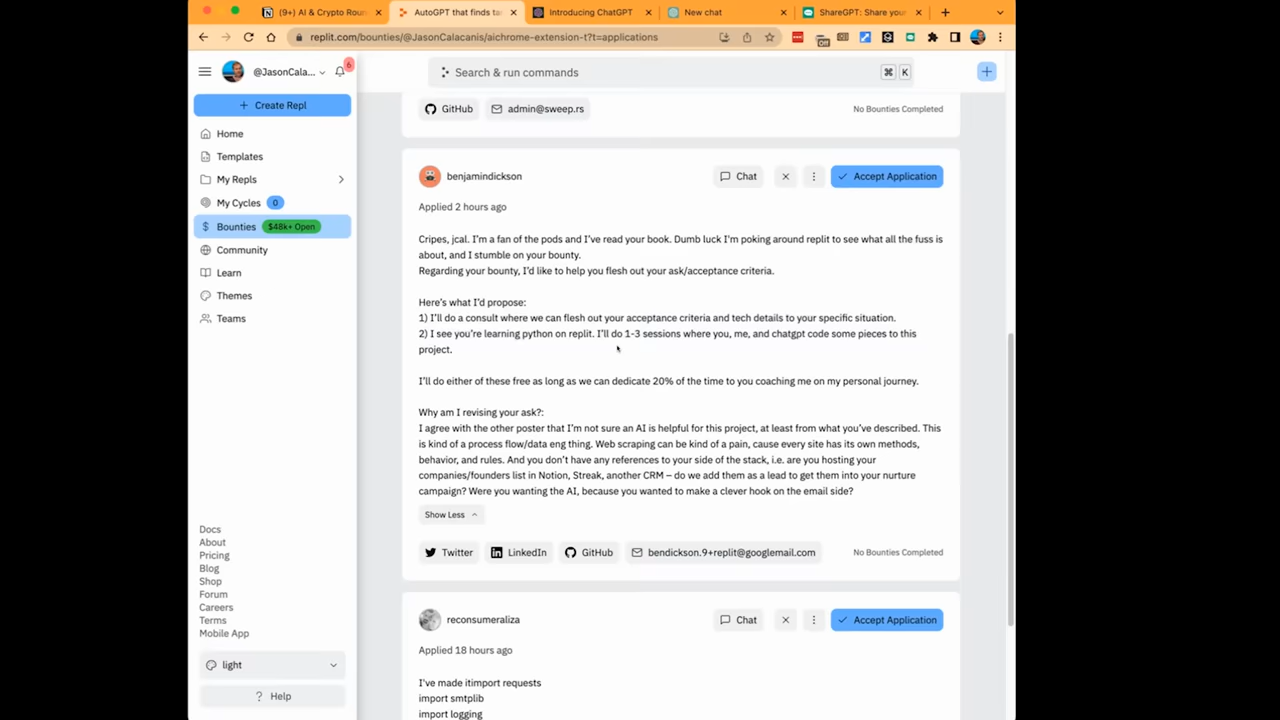 (9+) AI & Crypto Roun
AutoGPT that finds ta
Introducing ChatGPT
New chat
ShareGPT: Share your
replit.com/bounties/@JasonCalacanis/aichrome-extension-t?t=applications
Off
@JasonCala...
6
Search & run commands
⌘ K
+ Create Repl
Home
Templates
My Repls
My Cycles 0
Bounties $48k+ Open
Community
Learn
Themes
Teams
Docs
About
Pricing
Blog
Shop
Forum
Careers
Terms
Mobile App
light
? Help
GitHub
admin@sweep.rs
No Bounties Completed
benjamindickson
Chat
Accept Application
Applied 2 hours ago
Cripes, jcal. I'm a fan of the pods and I've read your book. Dumb luck I'm poking around replit to see what all the fuss is
about, and I stumble on your bounty.
Regarding your bounty, I'd like to help you flesh out your ask/acceptance criteria.
Here's what I'd propose:
1) I'll do a consult where we can flesh out your acceptance criteria and tech details to your specific situation.
2) I see you're learning python on replit. I'll do 1-3 sessions where you, me, and chatgpt code some pieces to this
project.
I'll do either of these free as long as we can dedicate 20% of the time to you coaching me on my personal journey.
Why am I revising your ask?:
I agree with the other poster that I'm not sure an AI is helpful for this project, at least from what you've described. This
is kind of a process flow/data eng thing. Web scraping can be kind of a pain, cause every site has its own methods,
behavior, and rules. And you don't have any references to your side of the stack, i.e. are you hosting your
companies/founders list in Notion, Streak, another CRM – do we add them as a lead to get them into your nurture
campaign? Were you wanting the AI, because you wanted to make a clever hook on the email side?
Show Less
Twitter
LinkedIn
GitHub
bendickson.9+replit@googlemail.com
No Bounties Completed
reconsumeraliza
Chat
Accept Application
Applied 18 hours ago
I've made itimport requests
import smtplib
import logging